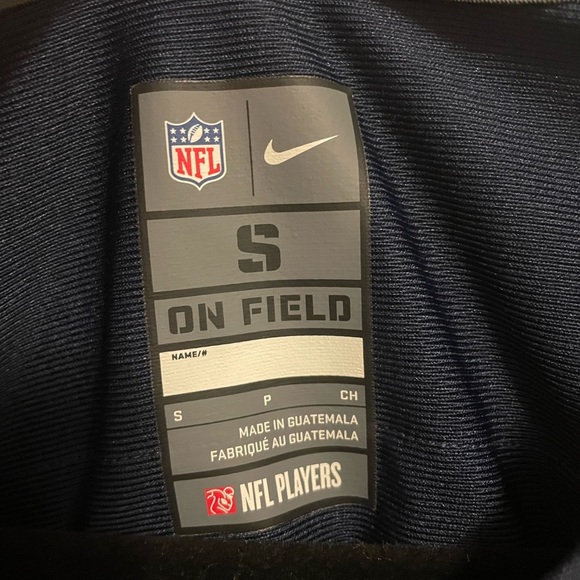 NFL
S
ON FIELD
NAME/#
S P CH
MADE IN GUATEMALA
FABRIQUÉ AU GUATEMALA
NFL PLAYERS